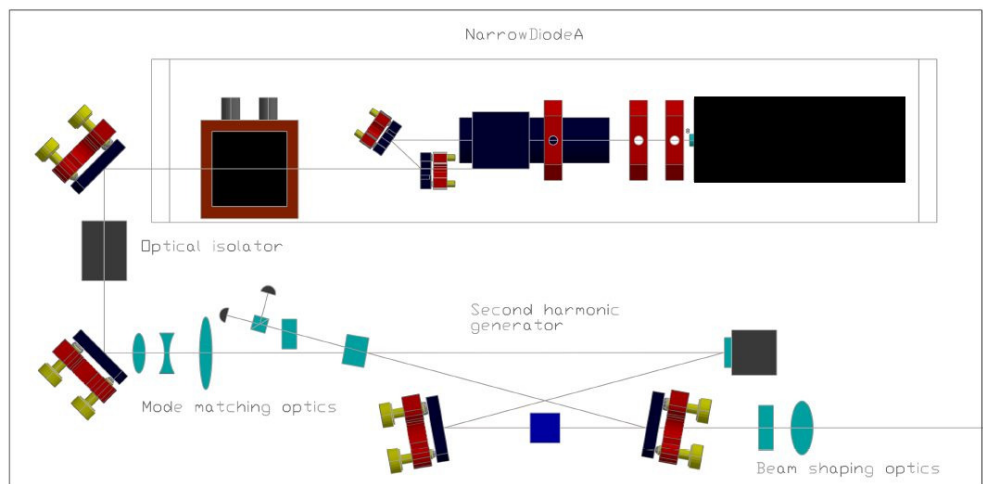 NarrowDiodeA
Optical isolator
Second harmonic
generator
Mode matching optics
Beam shaping optics